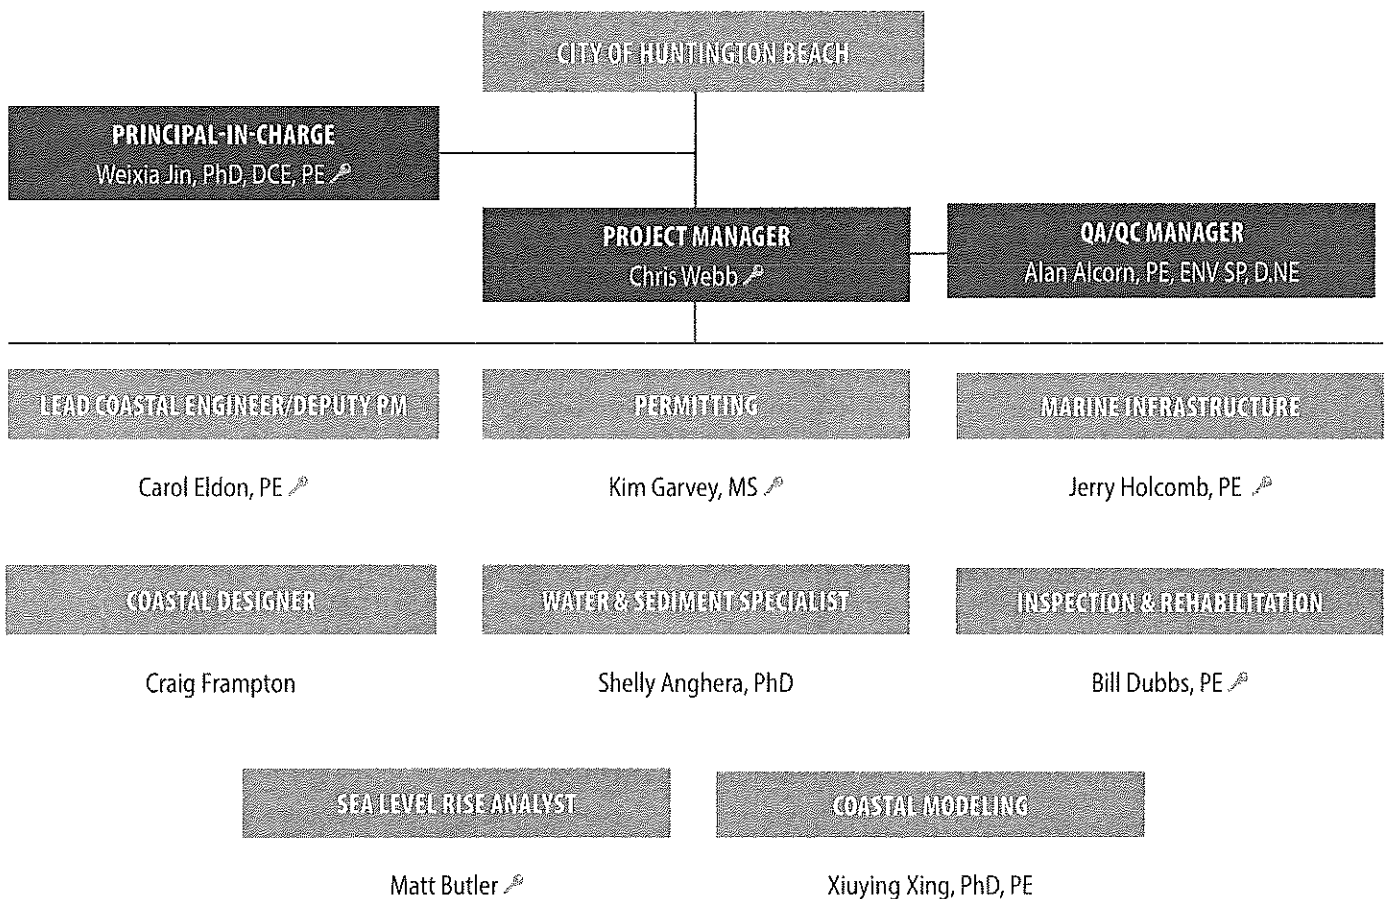 CITY OF HUNTINGTON BEACH
PRINCIPAL-IN-CHARGE
Weixia Jin, PhD, DCE, PE
PROJECT MANAGER
Chris Webb
QA/QC MANAGER
Alan Alcorn, PE, ENV SP, D.NE
LEAD COASTAL ENGINEER/DEPUTY PM
Carol Eldon, PE
PERMITTING
Kim Garvey, MS
MARINE INFRASTRUCTURE
Jerry Holcomb, PE
COASTAL DESIGNER
Craig Frampton
WATER & SEDIMENT SPECIALIST
Shelly Anghera, PhD
INSPECTION & REHABILITATION
Bill Dubbs, PE
SEA LEVEL RISE ANALYST
Matt Butler
COASTAL MODELING
Xiuying Xing, PhD, PE